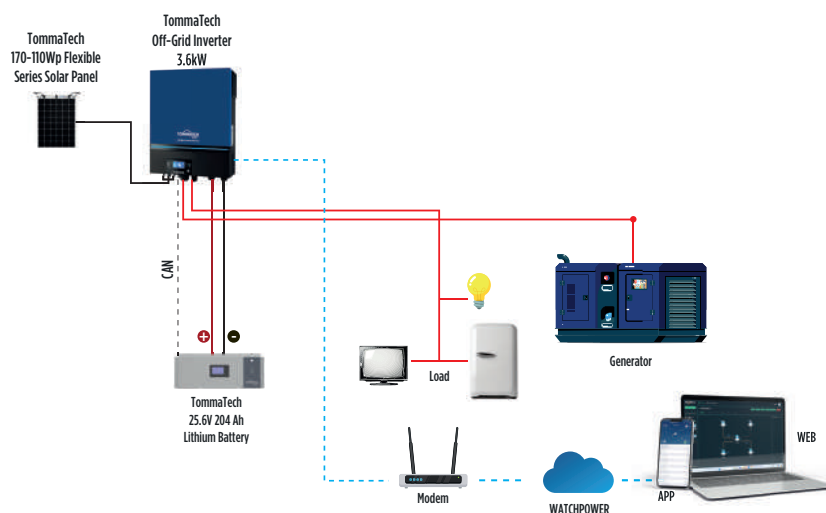 TommaTech
Off-Grid Inverter
3.6kW
TommaTech
170-110Wp Flexible
Series Solar Panel
TOMMATECH
CAN
+
-
TommaTech
25.6V 204 Ah
Lithium Battery
Load
Generator
Modem
WATCHPOWER
APP
WEB